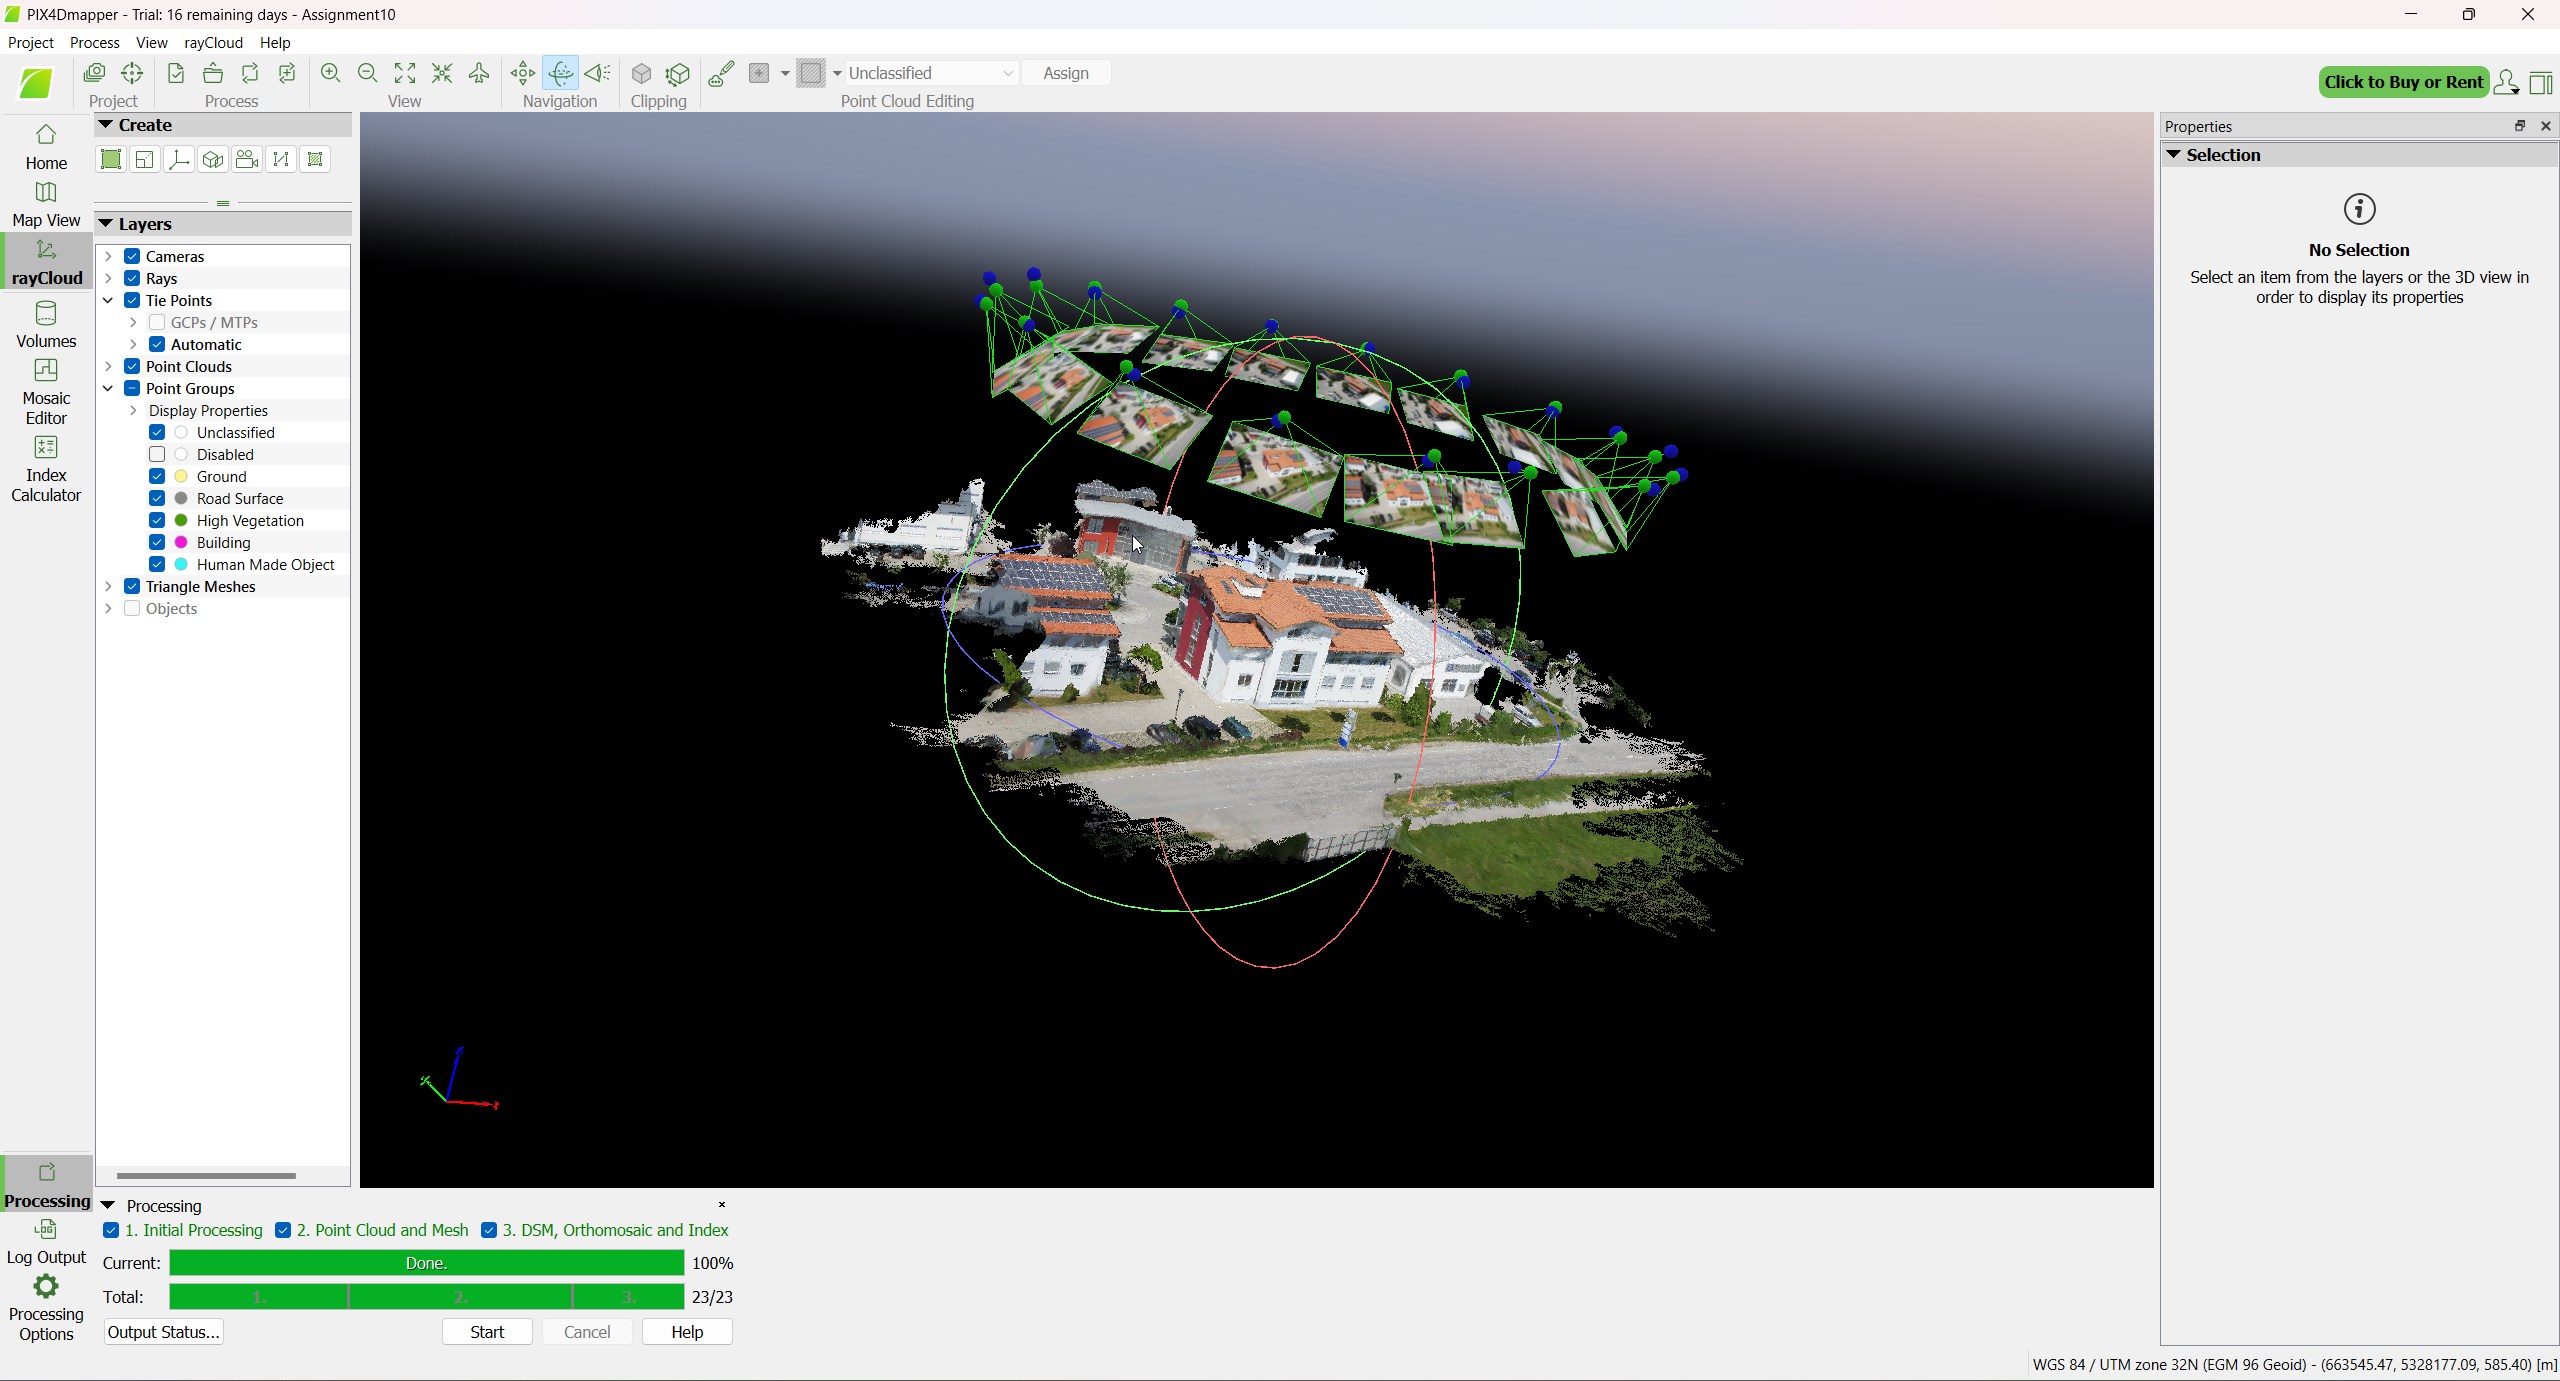 PIX4Dmapper - Trial: 16 remaining days - Assignment10
Project Process View rayCloud Help
Unclassified
Assign
Project
Process
View
Navigation
Clipping
Point Cloud Editing
Click to Buy or Rent
Home
Map View
rayCloud
Volumes
Mosaic
Editor
Index
Calculator
Create
Layers
Cameras
Rays
Tie Points
GCPs / MTPs
Automatic
Point Clouds
Point Groups
Display Properties
Unclassified
Disabled
Ground
Road Surface
High Vegetation
Building
Human Made Object
Triangle Meshes
Objects
Properties
Selection
No Selection
Select an item from the layers or the 3D view in
order to display its properties
Processing
Log Output
Processing
Options
Processing
1. Initial Processing 2. Point Cloud and Mesh 3. DSM, Orthomosaic and Index
Current: Done. 100%
Total: 1. 2. 3. 23/23
Output Status... Start Cancel Help
WGS 84 / UTM zone 32N (EGM 96 Geoid) - (663545.47, 5328177.09, 585.40) [m]